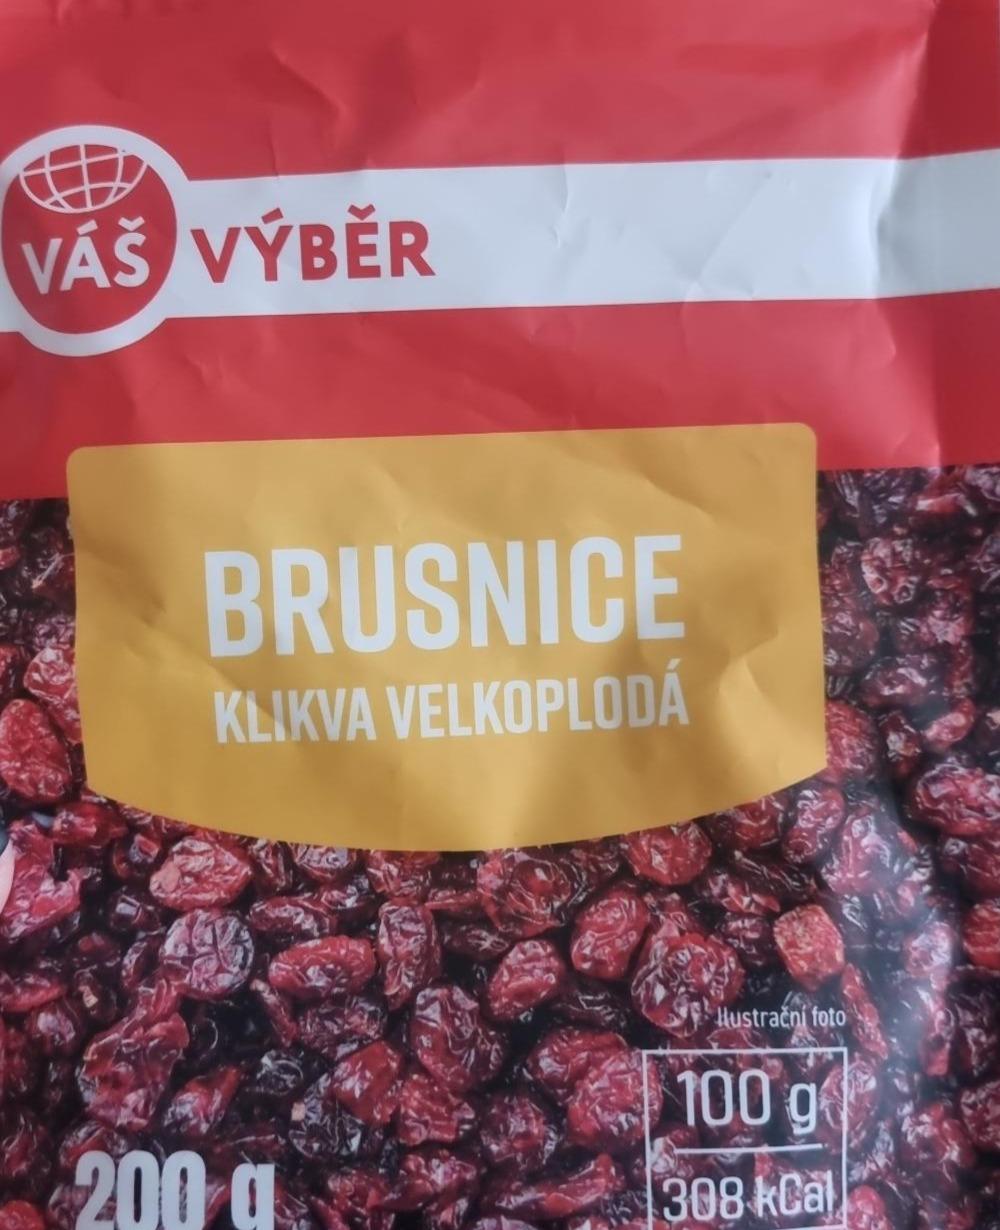 VÁŠ VÝBĚR
BRUSNICE
KLIKVA VELKOPLODÁ
Ilustrační foto
100 g
308 kCal
200 g